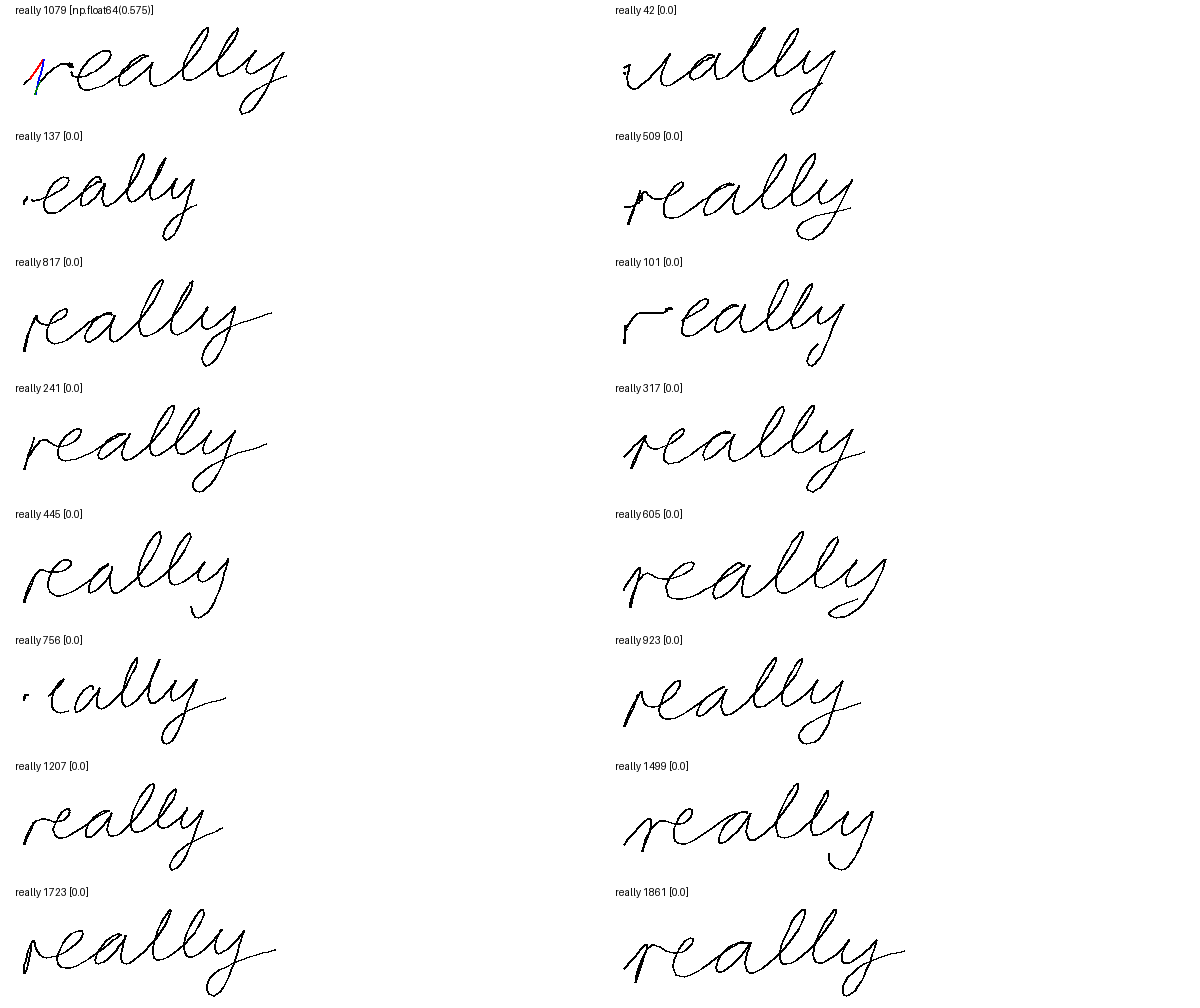 really 1079 [np.float64(0.575)] really 42 [0.0]
really ually
really 137 [0.0] really 509 [0.0]
eally really
really 817 [0.0] really 101 [0.0]
really really
really 241 [0.0] really 317 [0.0]
really really
really 445 [0.0] really 605 [0.0]
really really
really 756 [0.0] really 923 [0.0]
cally really
really 1207 [0.0] really 1499 [0.0]
really really
really 1723 [0.0] really 1861 [0.0]
really really